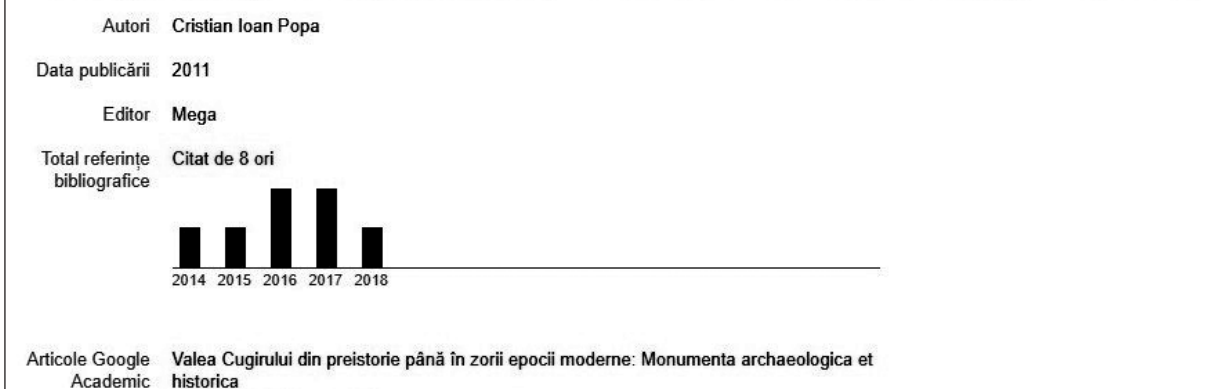 Autori Cristian Ioan Popa
Data publicării 2011
Editor Mega
Total referințe Citat de 8 ori
bibliografice
2014 2015 2016 2017 2018
Articole Google Valea Cugirului din preistorie până în zorii epocii moderne: Monumenta archaeologica et
Academic historica